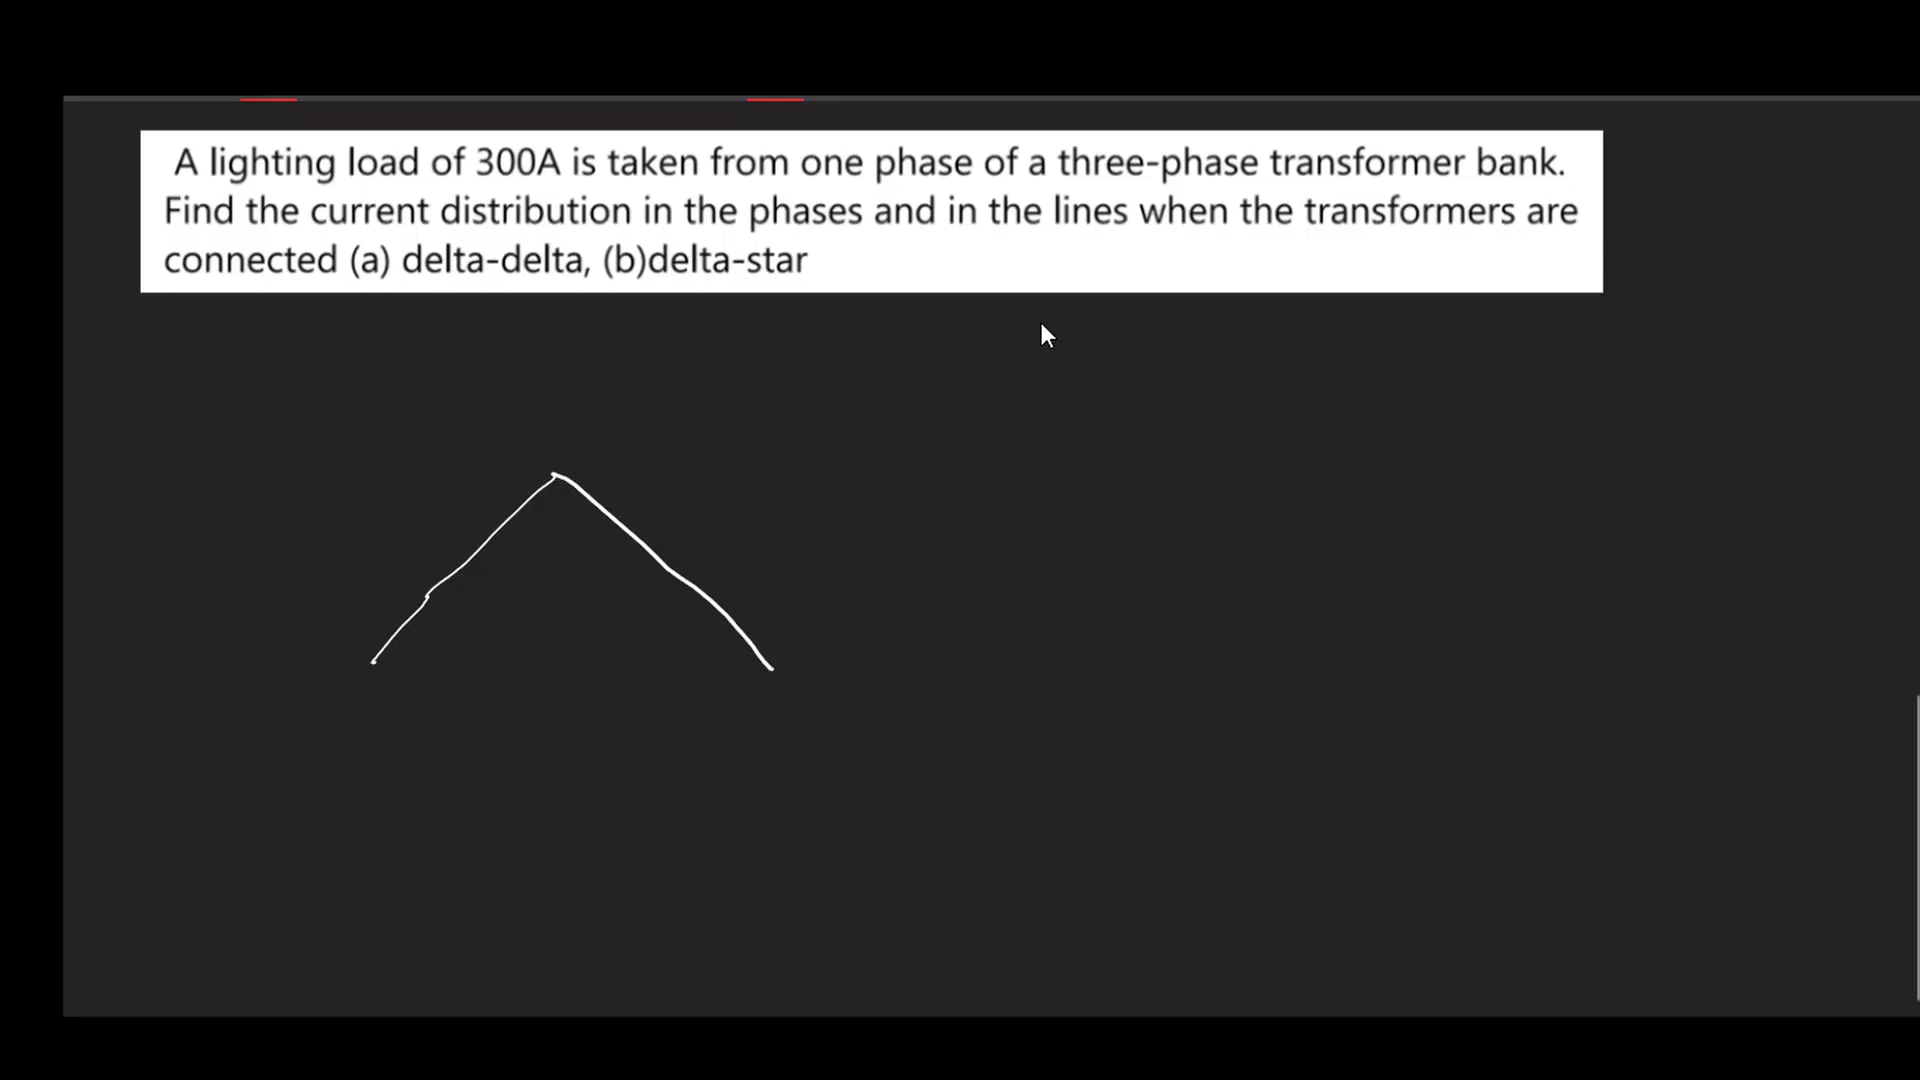 A lighting load of 300A is taken from one phase of a three-phase transformer bank.
Find the current distribution in the phases and in the lines when the transformers are
connected (a) delta-delta, (b)delta-star